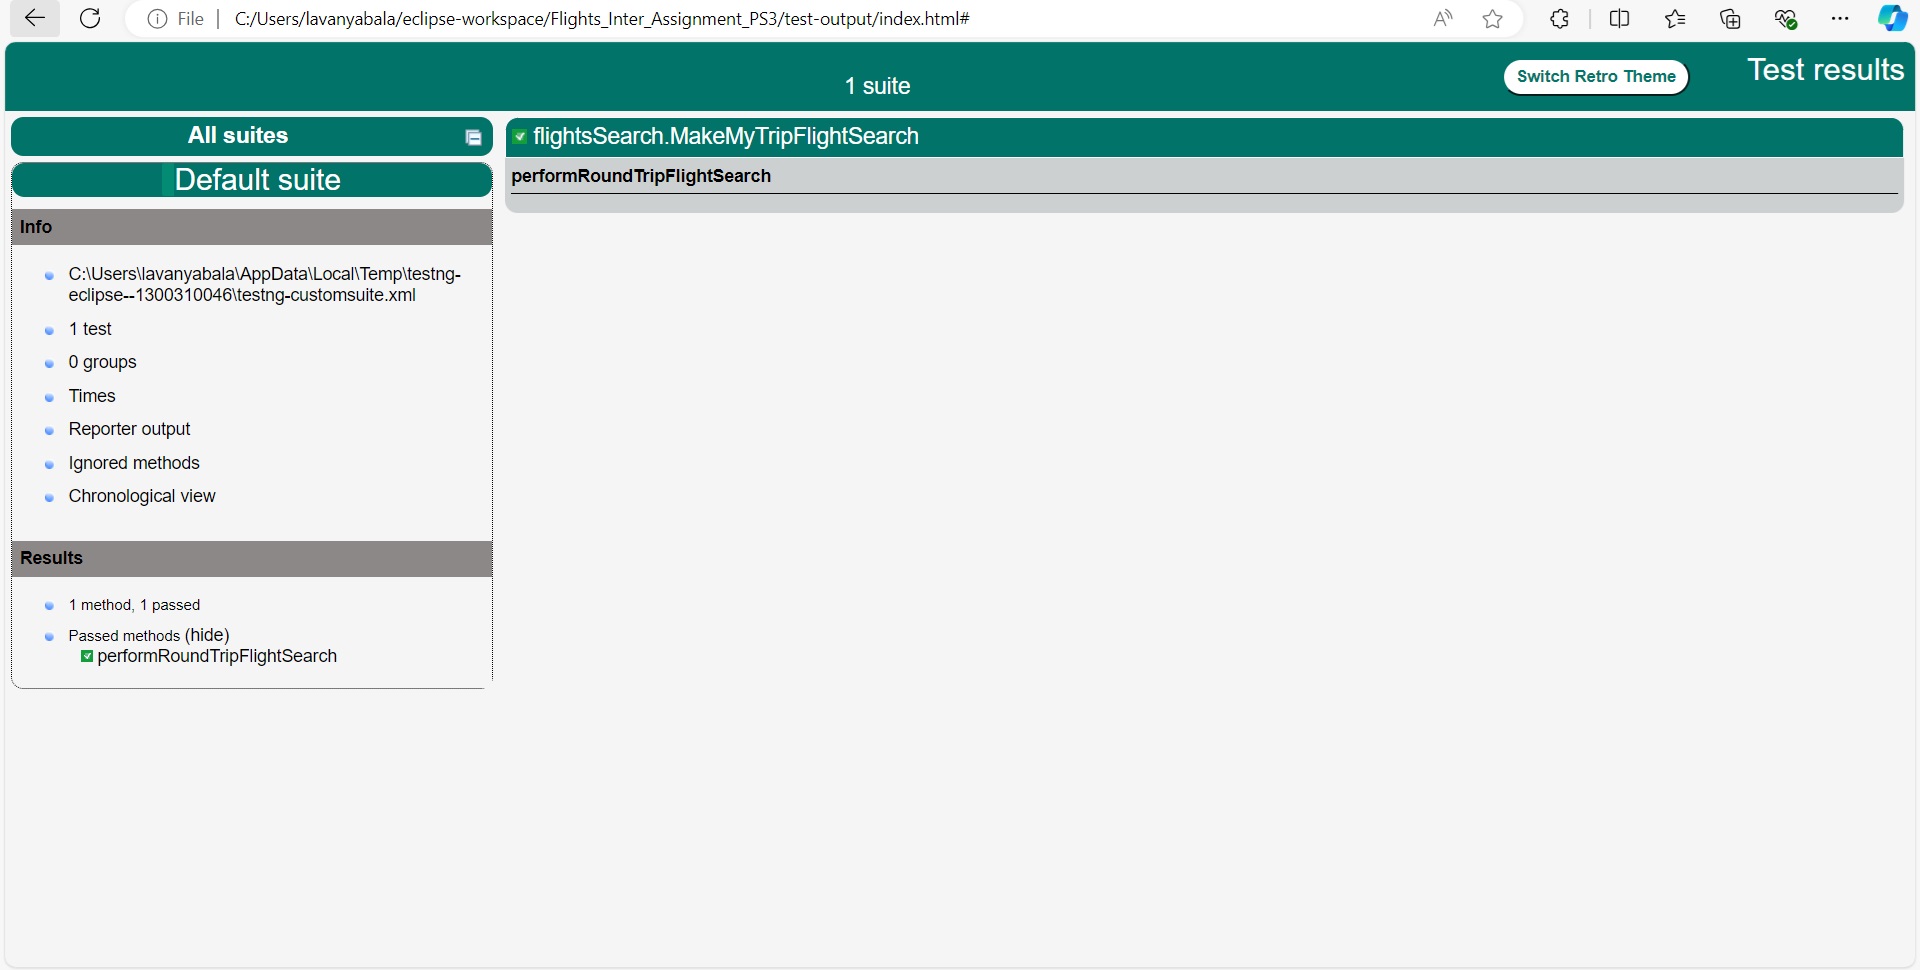 File
C:/Users/lavanyabala/eclipse-workspace/Flights_Inter_Assignment_PS3/test-output/index.html#
1 suite
Switch Retro Theme
Test results
All suites
Default suite
Info
C:\Users\lavanyabala\AppData\Local\Temp\testng-
eclipse--1300310046\testng-customsuite.xml
1 test
0 groups
Times
Reporter output
Ignored methods
Chronological view
Results
1 method, 1 passed
Passed methods (hide)
performRoundTripFlightSearch
flightsSearch.MakeMyTripFlightSearch
performRoundTripFlightSearch